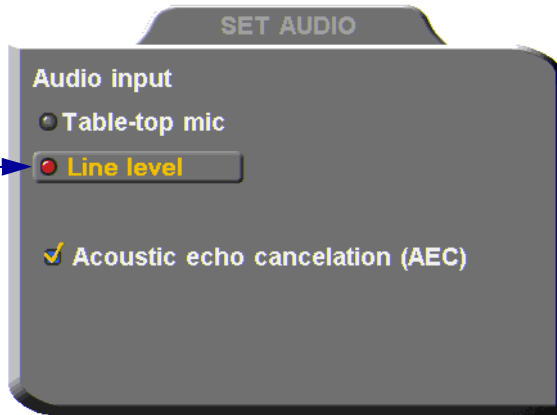 SET AUDIO
Audio input
Table-top mic
Line level
Acoustic echo cancelation (AEC)